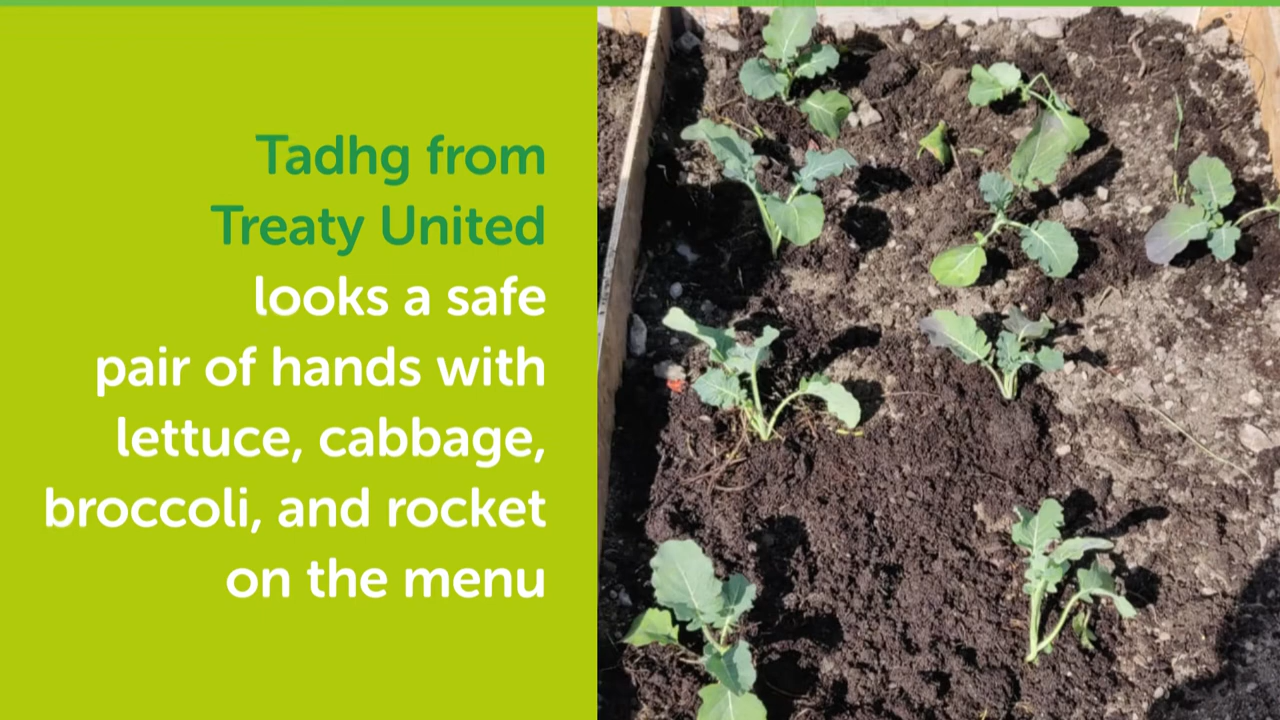 Tadhg from
Treaty United
looks a safe
pair of hands with
lettuce, cabbage,
broccoli, and rocket
on the menu